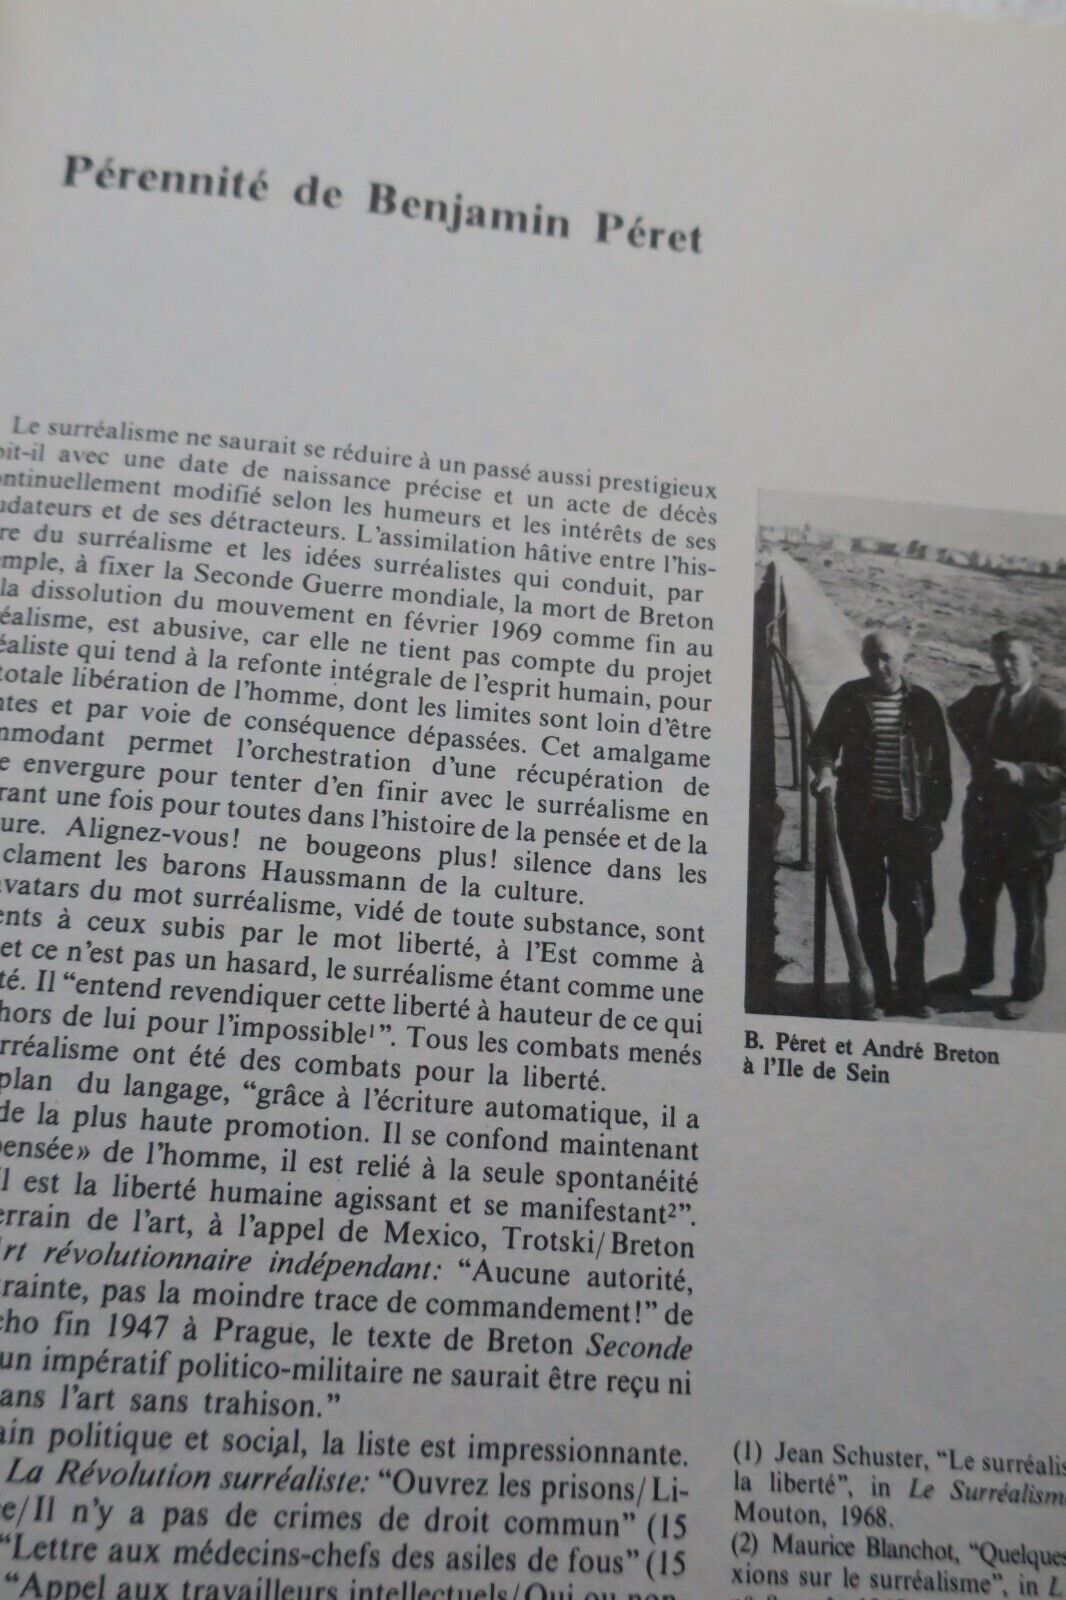 Pérennité de Benjamin Péret
Le surréalisme ne saurait se réduire à un passé aussi prestigieux
oit-il avec une date de naissance précise et un acte de décès
ontinuellement modifié selon les humeurs et les intérêts de ses
udateurs et de ses détracteurs. L'assimilation hâtive entre l'his-
re du surréalisme et les idées surréalistes qui conduit, par
emple, à fixer la Seconde Guerre mondiale, la mort de Breton
la dissolution du mouvement en février 1969 comme fin au
éalisme, est abusive, car elle ne tient pas compte du projet
éaliste qui tend à la refonte intégrale de l'esprit humain, pour
totale libération de l'homme, dont les limites sont loin d'être
ntes et par voie de conséquence dépassées. Cet amalgame
mmodant permet l'orchestration d'une récupération de
e envergure pour tenter d'en finir avec le surréalisme en
rant une fois pour toutes dans l'histoire de la pensée et de la
ure. Alignez-vous! ne bougeons plus! silence dans les
clament les barons Haussmann de la culture.
avatars du mot surréalisme, vidé de toute substance, sont
ents à ceux subis par le mot liberté, à l'Est comme à
et ce n'est pas un hasard, le surréalisme étant comme une
té. Il “entend revendiquer cette liberté à hauteur de ce qui
hors de lui pour l'impossible¹”. Tous les combats menés
rréalisme ont été des combats pour la liberté.
plan du langage, “grâce à l'écriture automatique, il a
de la plus haute promotion. Il se confond maintenant
pensée» de l'homme, il est relié à la seule spontanéité
il est la liberté humaine agissant et se manifestant²”.
errain de l'art, à l'appel de Mexico, Trotski/Breton
Art révolutionnaire indépendant: “Aucune autorité,
rainte, pas la moindre trace de commandement!” de
cho fin 1947 à Prague, le texte de Breton Seconde
un impératif politico-militaire ne saurait être reçu ni
ans l'art sans trahison.”
ain politique et social, la liste est impressionnante.
La Révolution surréaliste: “Ouvrez les prisons/Li-
e/Il n'y a pas de crimes de droit commun” (15
“Lettre aux médecins-chefs des asiles de fous” (15
“Appel aux travailleurs intellectuels/Oui ou non
B. Péret et André Breton
à l'Ile de Sein
(1) Jean Schuster, “Le surréalis
la liberté”, in Le Surréalisme
Mouton, 1968.
(2) Maurice Blanchot, “Quelques
xions sur le surréalisme”, in L